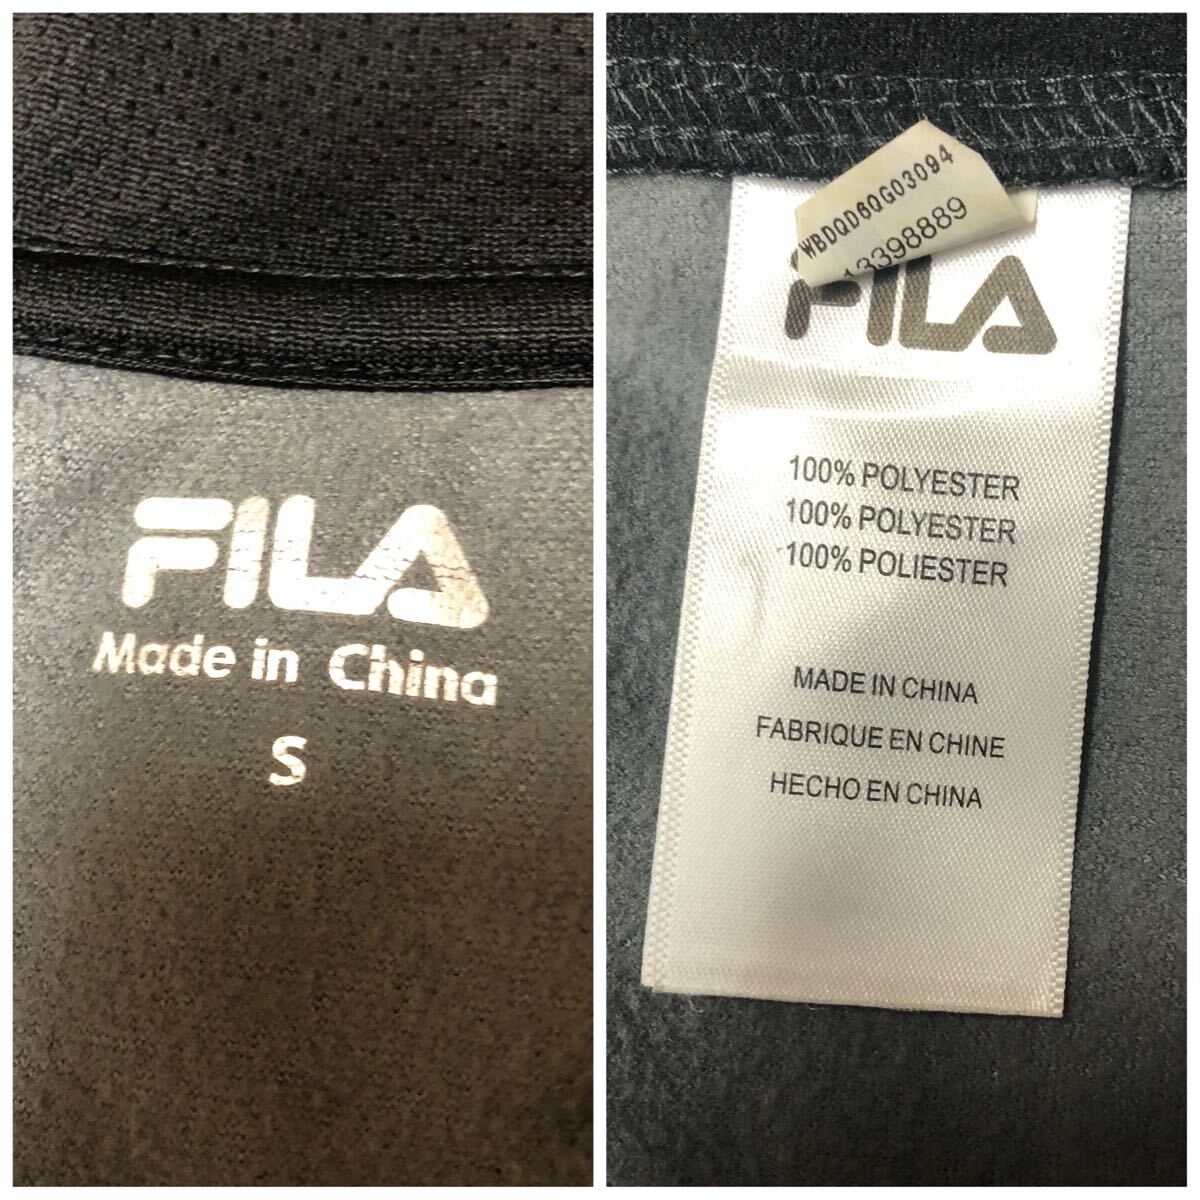 FILA
Made in China
S
WBDQD6QG03094
13398889
FILA
100% POLYESTER
100% POLYESTER
100% POLIESTER
MADE IN CHINA
FABRIQUE EN CHINE
HECHO EN CHINA